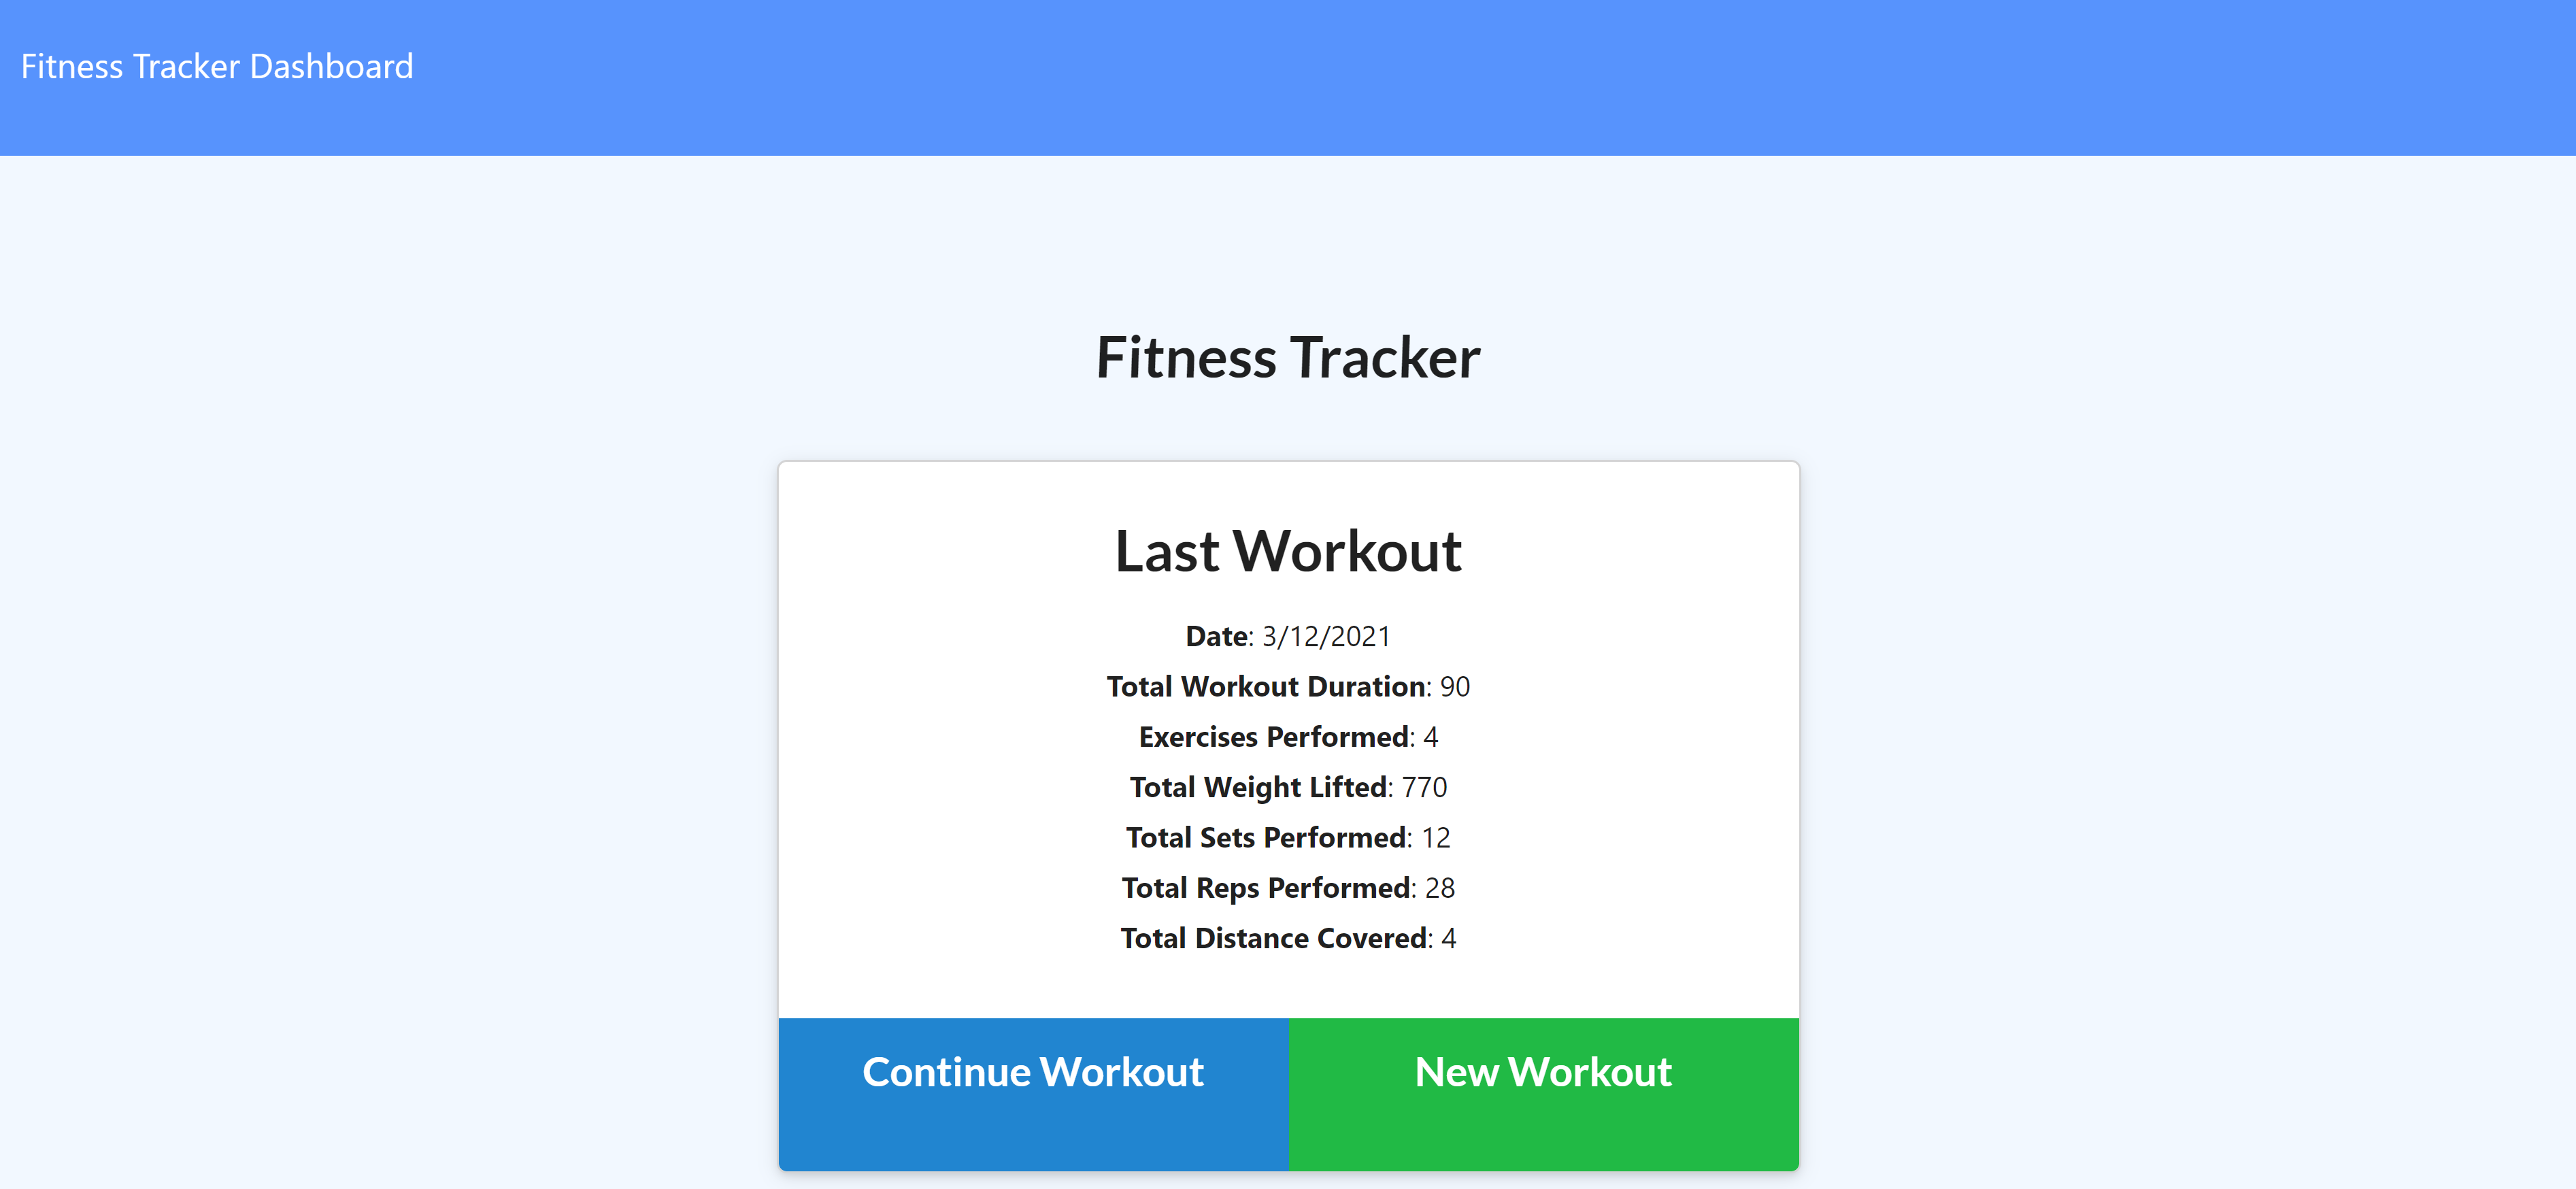 Fitness Tracker Dashboard
Fitness Tracker
Last Workout
Date: 3/12/2021
Total Workout Duration: 90
Exercises Performed: 4
Total Weight Lifted: 770
Total Sets Performed: 12
Total Reps Performed: 28
Total Distance Covered: 4
Continue Workout
New Workout